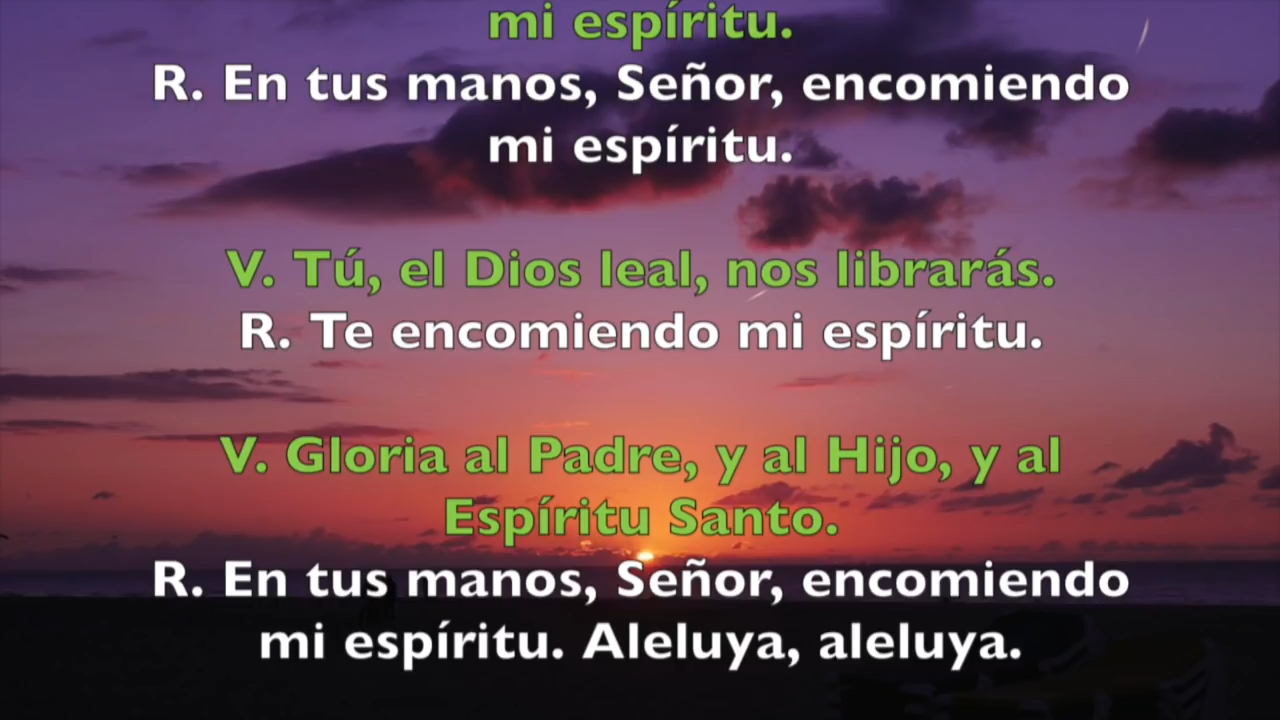 mi espíritu.
R. En tus manos, Señor, encomiendo
mi espíritu.
V. Tú, el Dios leal, nos librarás.
R. Te encomiendo mi espíritu.
V. Gloria al Padre, y al Hijo, y al
Espíritu Santo.
R. En tus manos, Señor, encomiendo
mi espíritu. Aleluya, aleluya.